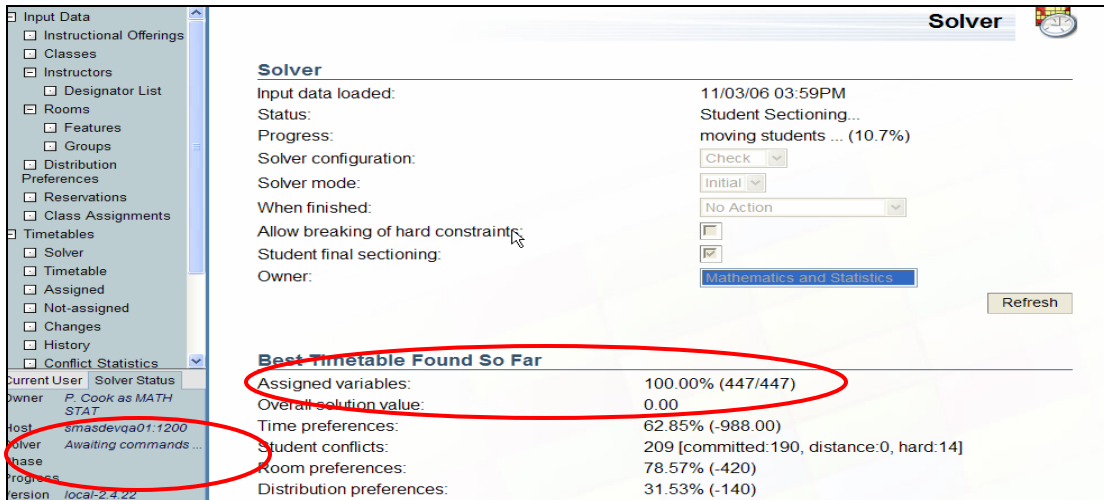 Input Data
Instructional Offerings
Classes
Instructors
Designator List
Rooms
Features
Groups
Distribution
Preferences
Reservations
Class Assignments
Timetables
Solver
Timetable
Assigned
Not-assigned
Changes
History
Conflict Statistics
Current User Solver Status
Owner P. Cook as MATH
STAT
Host smasdevqa01:1200
Solver Awaiting commands ...
Phase
Progress
Version local-2.4.22
Solver
Solver
Input data loaded: 11/03/06 03:59PM
Status: Student Sectioning...
Progress: moving students ... (10.7%)
Solver configuration: Check
Solver mode: Initial
When finished: No Action
Allow breaking of hard constraints:
Student final sectioning:
Owner: Mathematics and Statistics
Refresh
Best Timetable Found So Far
Assigned variables: 100.00% (447/447)
Overall solution value: 0.00
Time preferences: 62.85% (-988.00)
Student conflicts: 209 [committed:190, distance:0, hard:14]
Room preferences: 78.57% (-420)
Distribution preferences: 31.53% (-140)